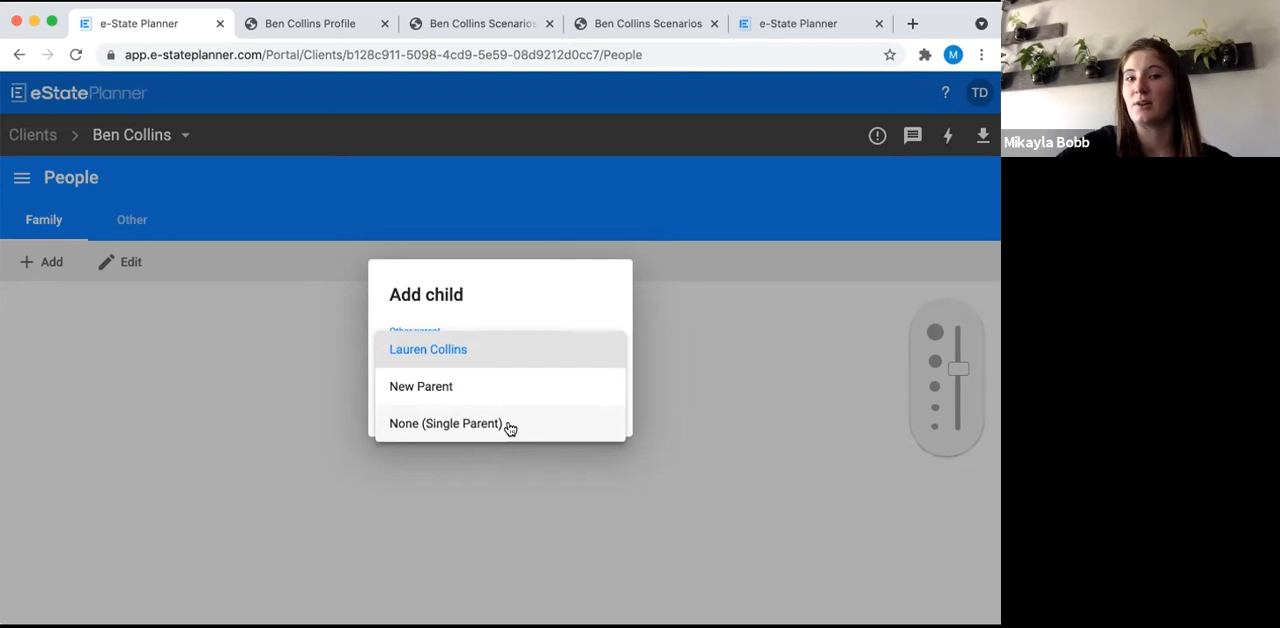 e-State Planner
Ben Collins Profile
Ben Collins Scenarios
Ben Collins Scenarios
e-State Planner
app.e-stateplanner.com/Portal/Clients/b128c911-5098-4cd9-5e59-08d9212d0cc7/People
M
eStatePlanner
?
TD
Clients > Ben Collins
People
Family
Other
+ Add
Edit
Add child
Other parent
Lauren Collins
New Parent
None (Single Parent)
Mikayla Bobb